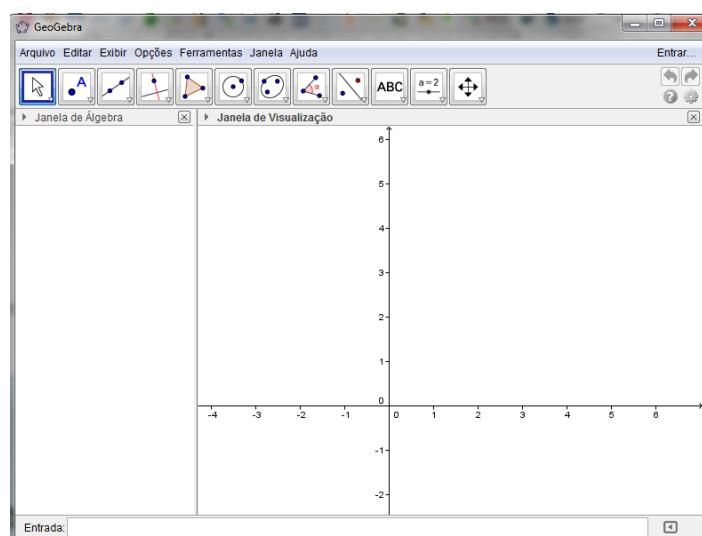 GeoGebra
Arquivo Editar Exibir Opções Ferramentas Janela Ajuda Entrar...
A α ABC a=2
Janela de Álgebra Janela de Visualização
6
5
4
3
2
1
0
-4 -3 -2 -1 0 1 2 3 4 5 6
-1
-2
Entrada: